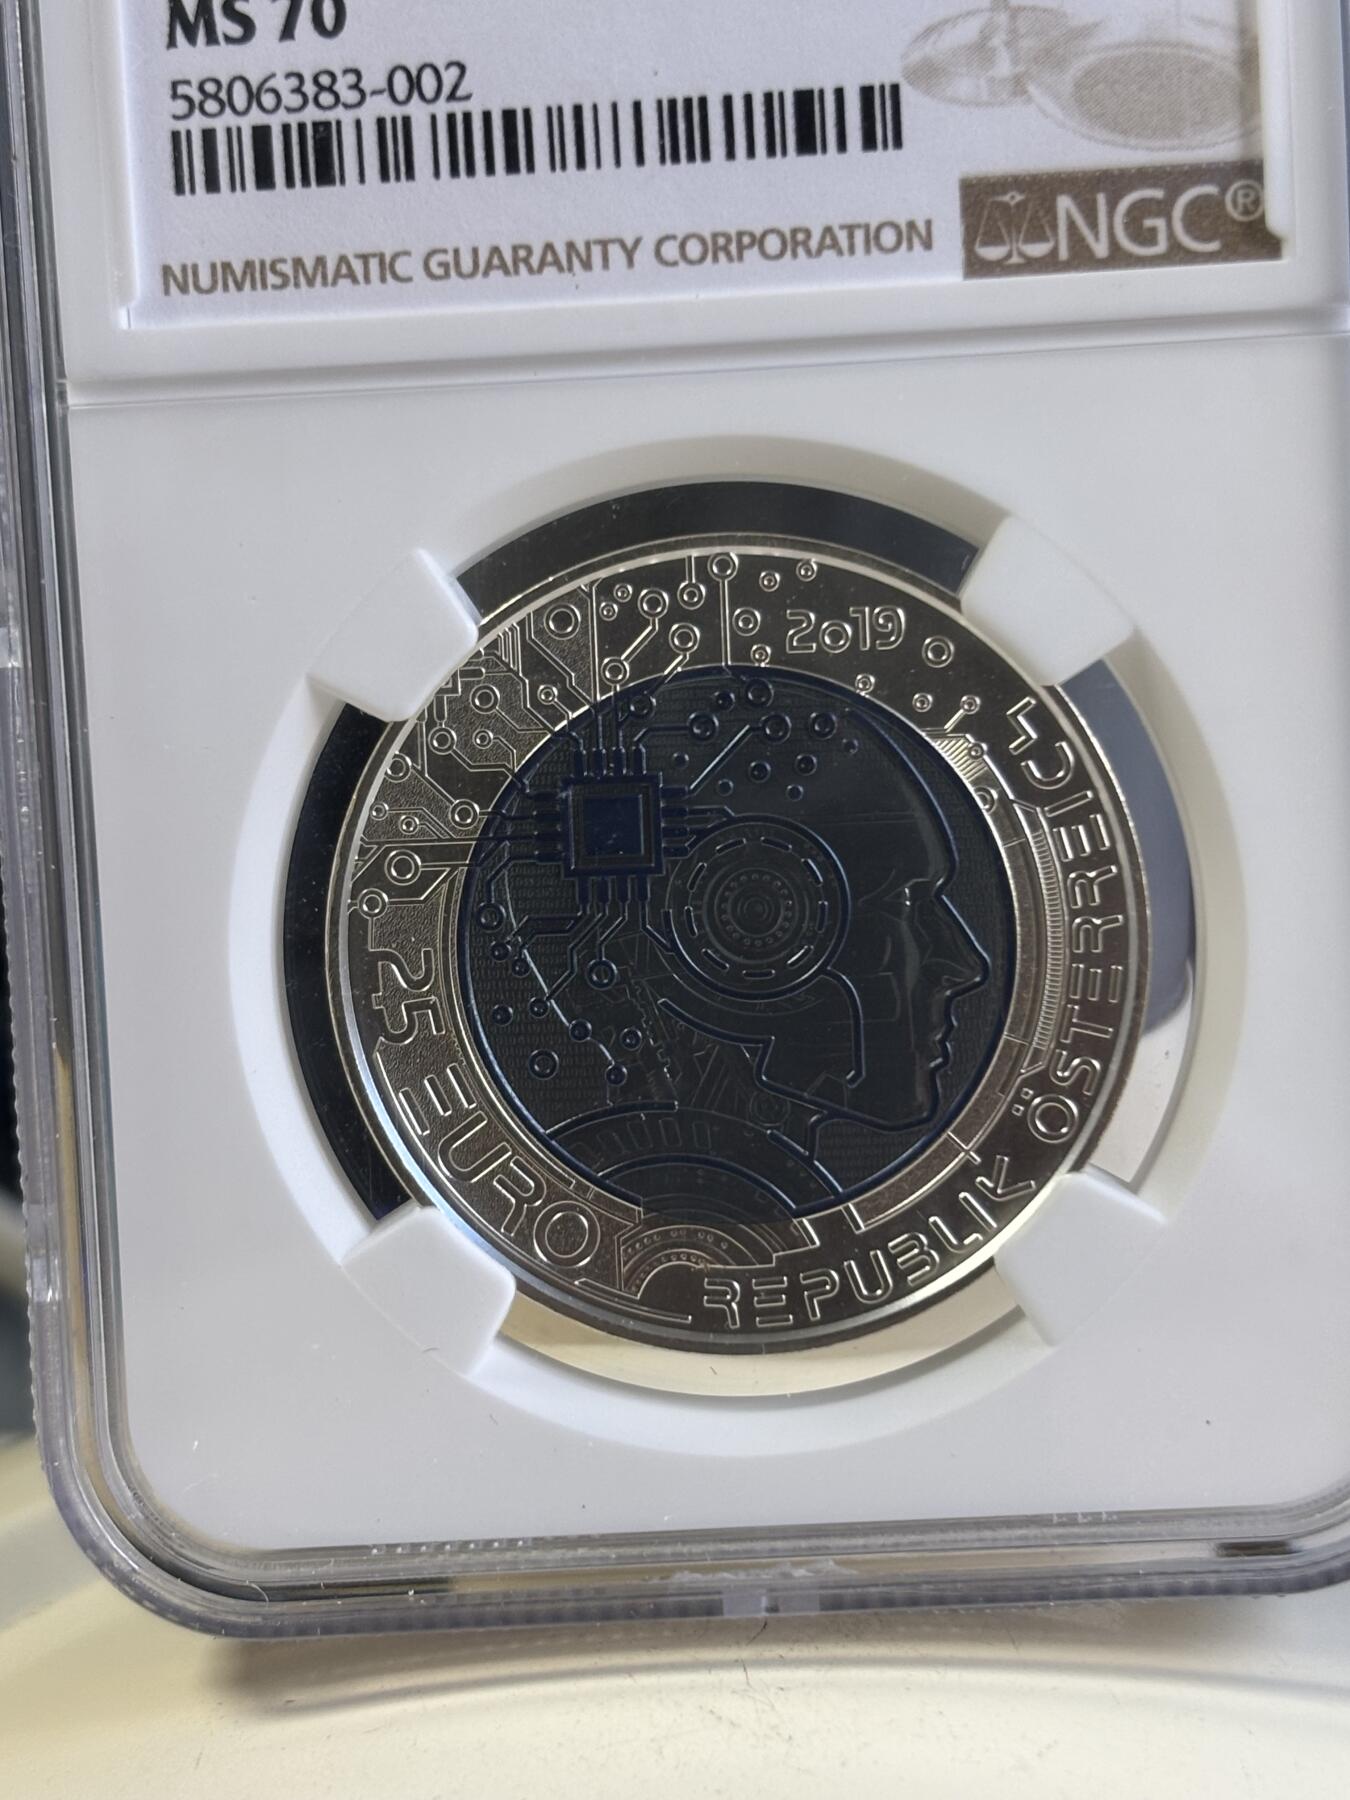 MS 70
5806383-002
NUMISMATIC GUARANTY CORPORATION
NGC®
2019
25 EURO
REPUBLIK ÖSTERREICH